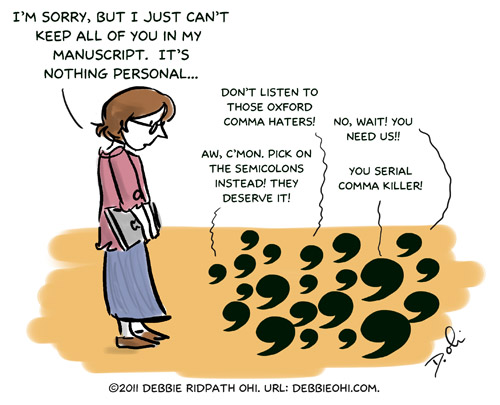 I'M SORRY, BUT I JUST CAN'T
KEEP ALL OF YOU IN MY
MANUSCRIPT. IT'S
NOTHING PERSONAL...
DON'T LISTEN TO
THOSE OXFORD
COMMA HATERS!
NO, WAIT! YOU
NEED US!!
AW, C'MON. PICK ON
THE SEMICOLONS
INSTEAD! THEY
DESERVE IT!
YOU SERIAL
COMMA KILLER!
D.ohi
©2011 DEBBIE RIDPATH OHI. URL: DEBBIEOHI.COM.